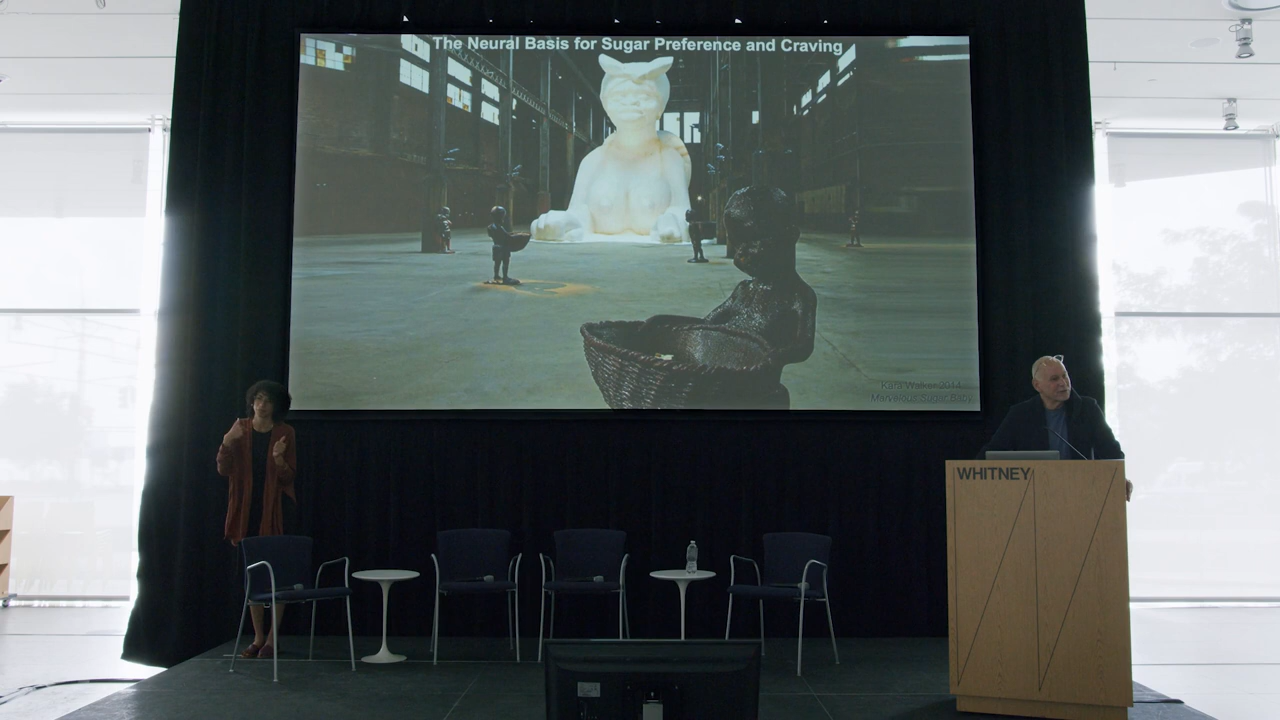 The Neural Basis for Sugar Preference and Craving
Kara Walker 2014
Marvelous Sugar Baby
WHITNEY